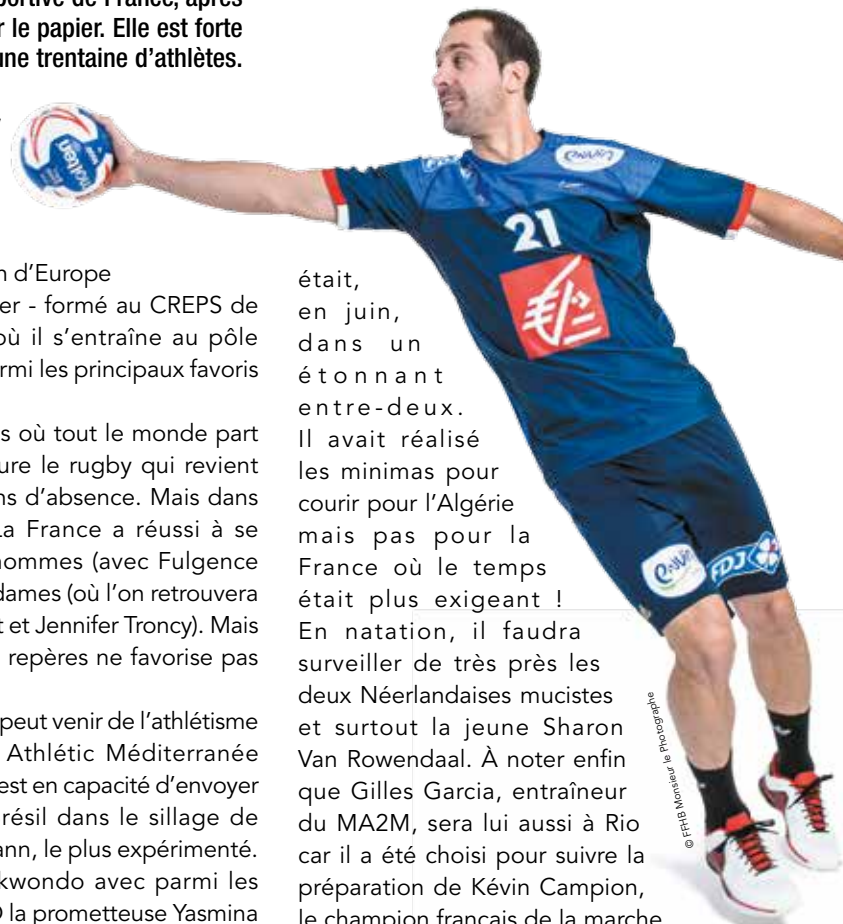 portive de France, après
r le papier. Elle est forte
une trentaine d'athlètes.
n d'Europe
er - formé au CREPS de
où il s'entraîne au pôle
rmi les principaux favoris
s où tout le monde part
ure le rugby qui revient
ns d'absence. Mais dans
La France a réussi à se
hommes (avec Fulgence
dames (où l'on retrouvera
t et Jennifer Troncy). Mais
repères ne favorise pas
peut venir de l'athlétisme
Athlétic Méditerranée
est en capacité d'envoyer
résil dans le sillage de
ann, le plus expérimenté.
kwondo avec parmi les
la prometteuse Yasmina
était,
en juin,
dans un
étonnant
entre-deux.
Il avait réalisé
les minimas pour
courir pour l'Algérie
mais pas pour la
France où le temps
était plus exigeant !
En natation, il faudra
surveiller de très près les
deux Néerlandaises mucistes
et surtout la jeune Sharon
Van Rowendaal. À noter enfin
que Gilles Garcia, entraîneur
du MA2M, sera lui aussi à Rio
car il a été choisi pour suivre la
préparation de Kévin Campion,
le champion français de la marche
molten
21
FDJ
© FFHB Monsieur le Photographe